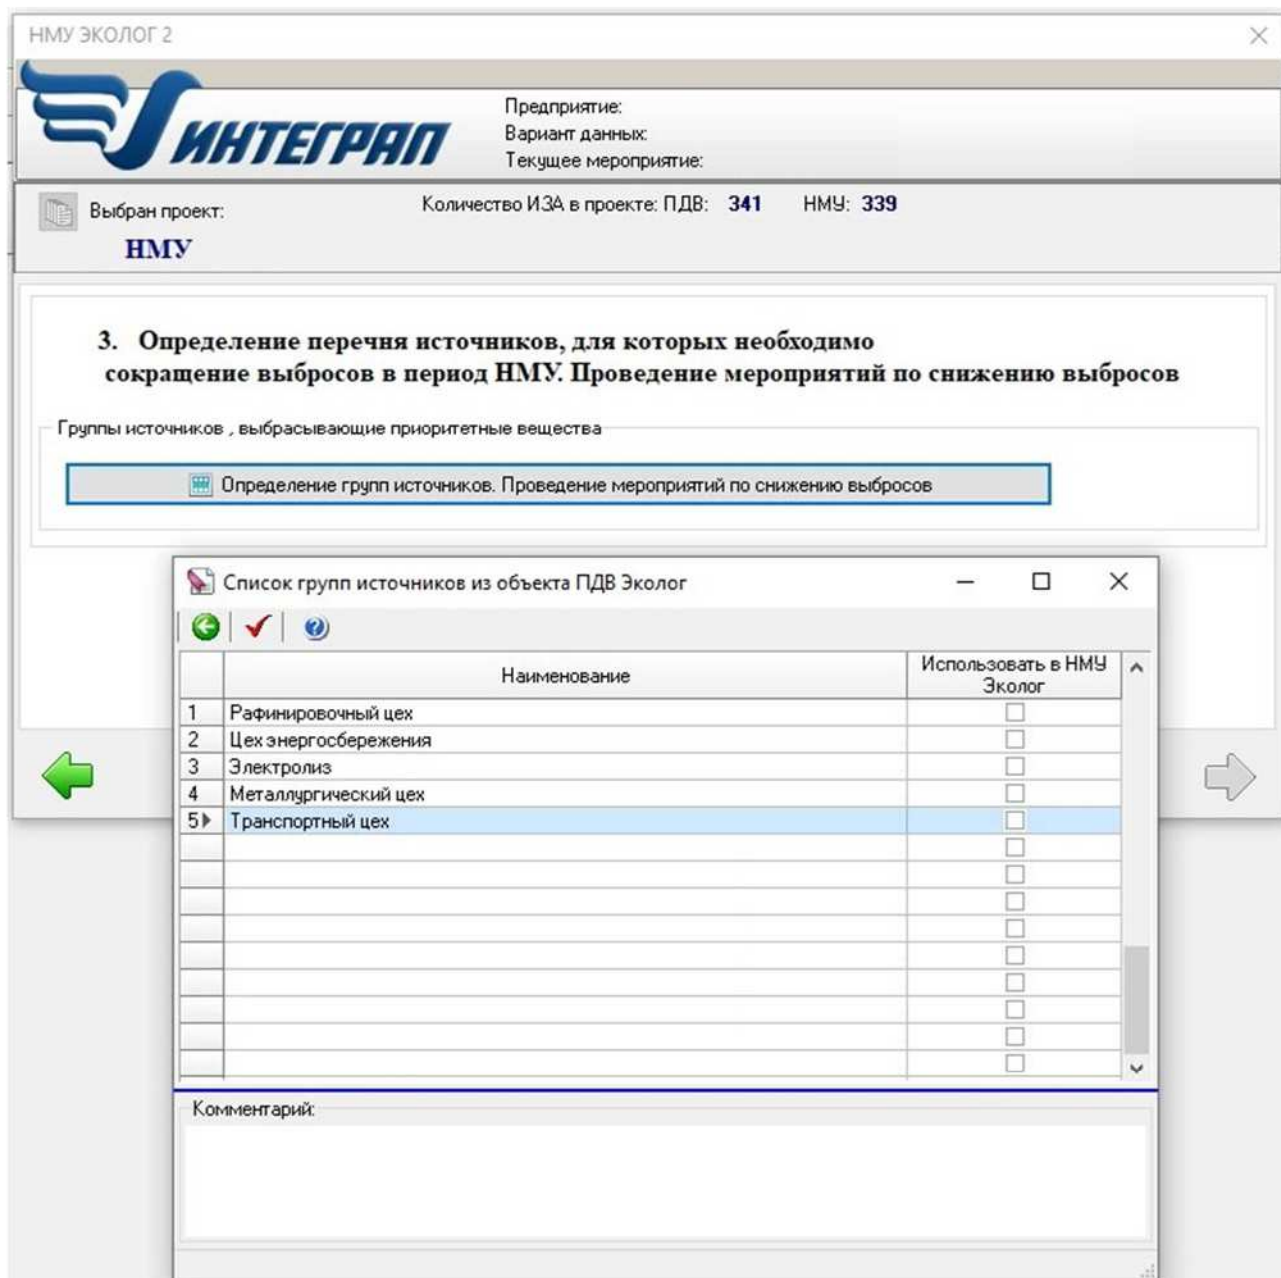 НМУ ЭКОЛОГ 2
ИНТЕГРАЛ
Предприятие:
Вариант данных:
Текущее мероприятие:
Выбран проект:
Количество ИЗА в проекте: ПДВ: 341 НМУ: 339
НМУ
3. Определение перечня источников, для которых необходимо
сокращение выбросов в период НМУ. Проведение мероприятий по снижению выбросов
Группы источников , выбрасывающие приоритетные вещества
Определение групп источников. Проведение мероприятий по снижению выбросов
Список групп источников из объекта ПДВ Эколог
Наименование
Использовать в НМУ
Эколог
1 Рафинировочный цех
2 Цех энергосбережения
3 Электролиз
4 Металлургический цех
5 Транспортный цех
Комментарий: